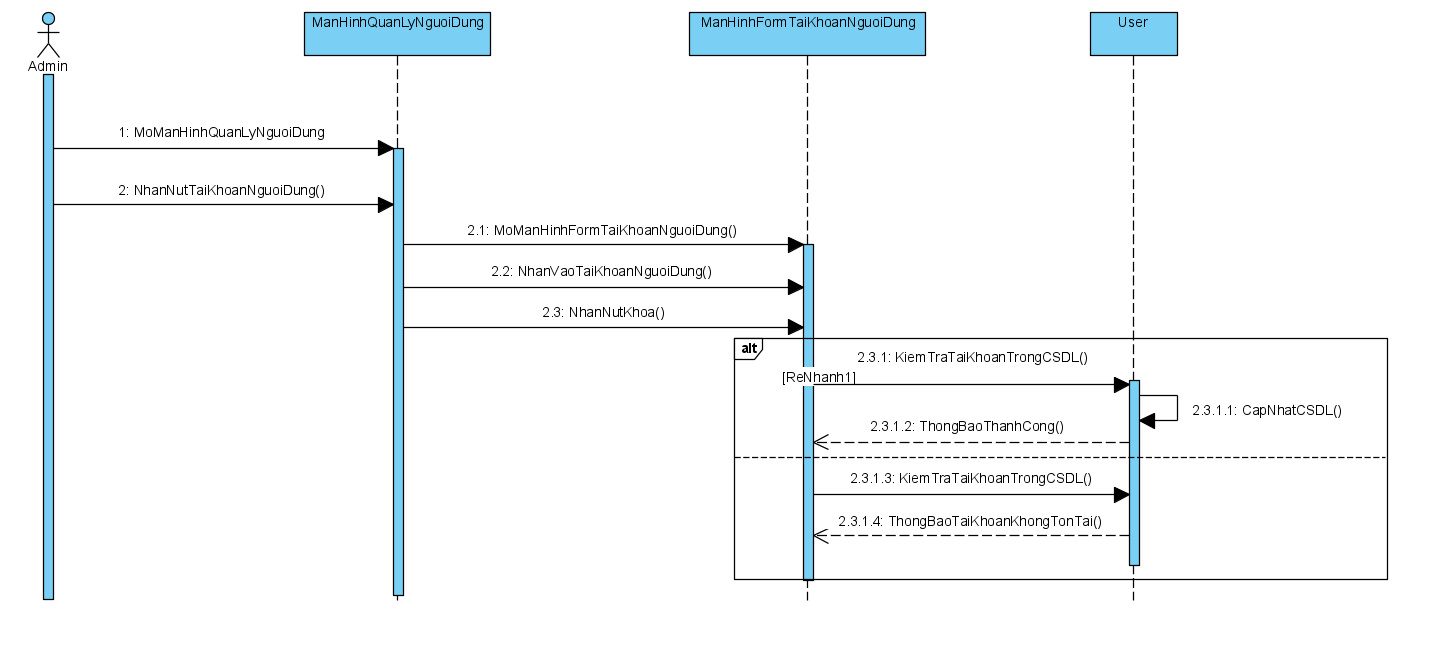 ManHinhQuanLyNguoiDung
ManHinhFormTaiKhoanNguoiDung
User
Admin
1: MoManHinhQuanLyNguoiDung
2: NhanNutTaiKhoanNguoiDung()
2.1: MoManHinhFormTaiKhoanNguoiDung()
2.2: NhanVaoTaiKhoanNguoiDung()
2.3: NhanNutKhoa()
alt
2.3.1: KiemTraTaiKhoanTrongCSDL()
[ReNhanh1]
2.3.1.1: CapNhatCSDL()
2.3.1.2: ThongBaoThanhCong()
2.3.1.3: KiemTraTaiKhoanTrongCSDL()
2.3.1.4: ThongBaoTaiKhoanKhongTonTai()